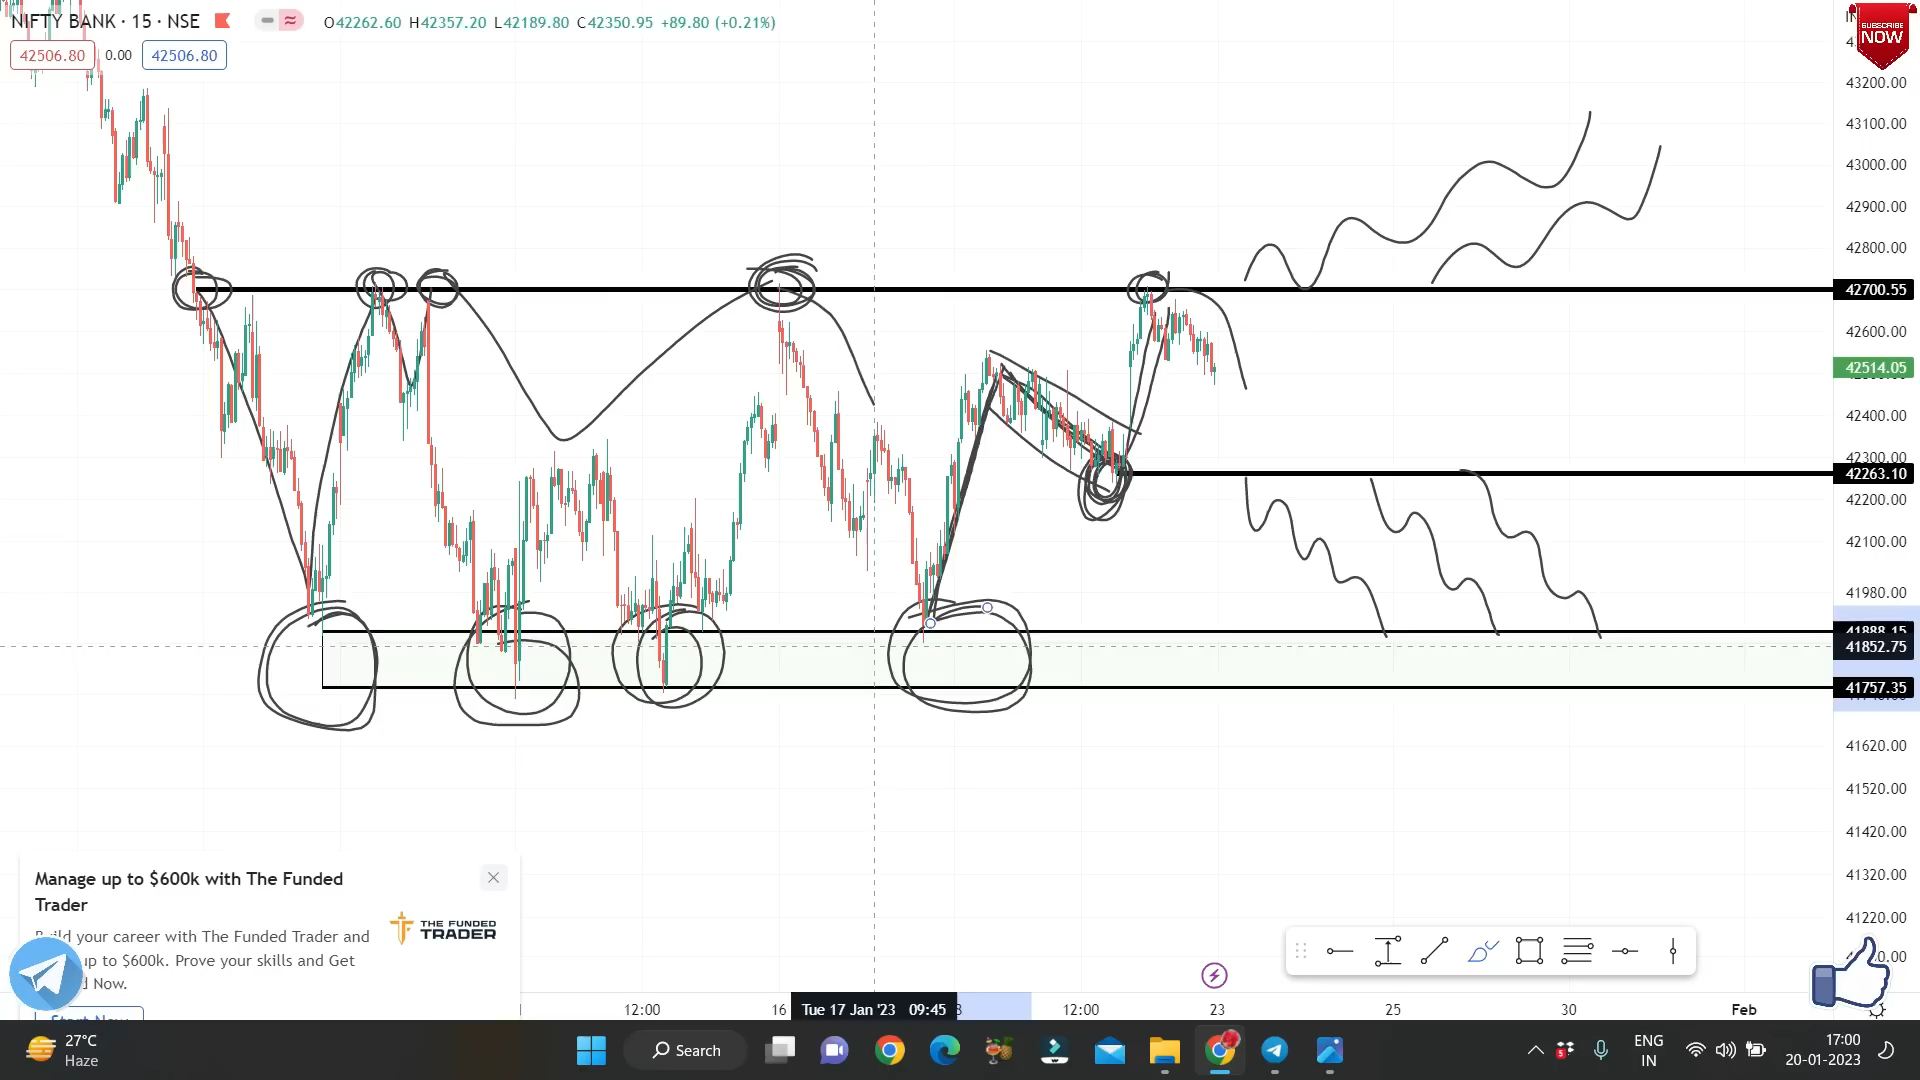 NIFTY BANK · 15 · NSE
O42262.60 H42357.20 L42189.80 C42350.95 +89.80 (+0.21%)
42506.80 0.00 42506.80
SUBSCRIBE
NOW
43200.00
43100.00
43000.00
42900.00
42800.00
42700.55
42600.00
42514.05
42400.00
42300.00
42263.10
42200.00
42100.00
41980.00
41888.15
41852.75
41757.35
41620.00
41520.00
41420.00
41320.00
41220.00
Manage up to $600k with The Funded
Trader
THE FUNDED
TRADER
your career with The Funded Trader and
up to $600k. Prove your skills and Get
Now.
Start Now
12:00
16
Tue 17 Jan '23 09:45
12:00
23
25
30
Feb
27°C
Haze
Search
ENG
IN
17:00
20-01-2023